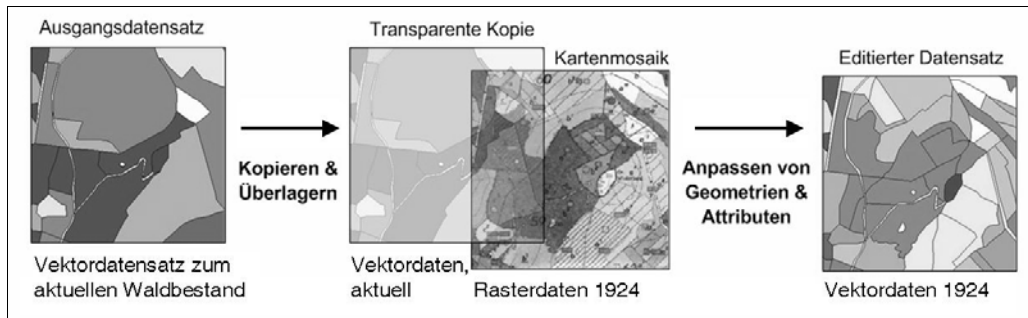 Ausgangsdatensatz
Vektordatensatz zum
aktuellen Waldbestand
Kopieren &
Überlagern
Transparente Kopie
Kartenmosaik
Vektordaten,
aktuell
Rasterdaten 1924
Anpassen von
Geometrien &
Attributen
Editierter Datensatz
Vektordaten 1924